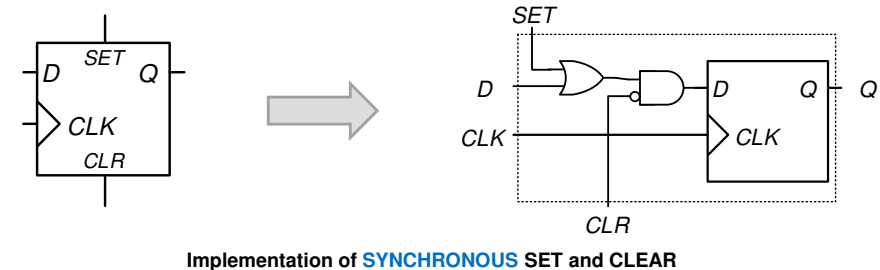 SET
D Q
CLK
CLR
SET
D D Q Q
CLK CLK
CLR
Implementation of SYNCHRONOUS SET and CLEAR